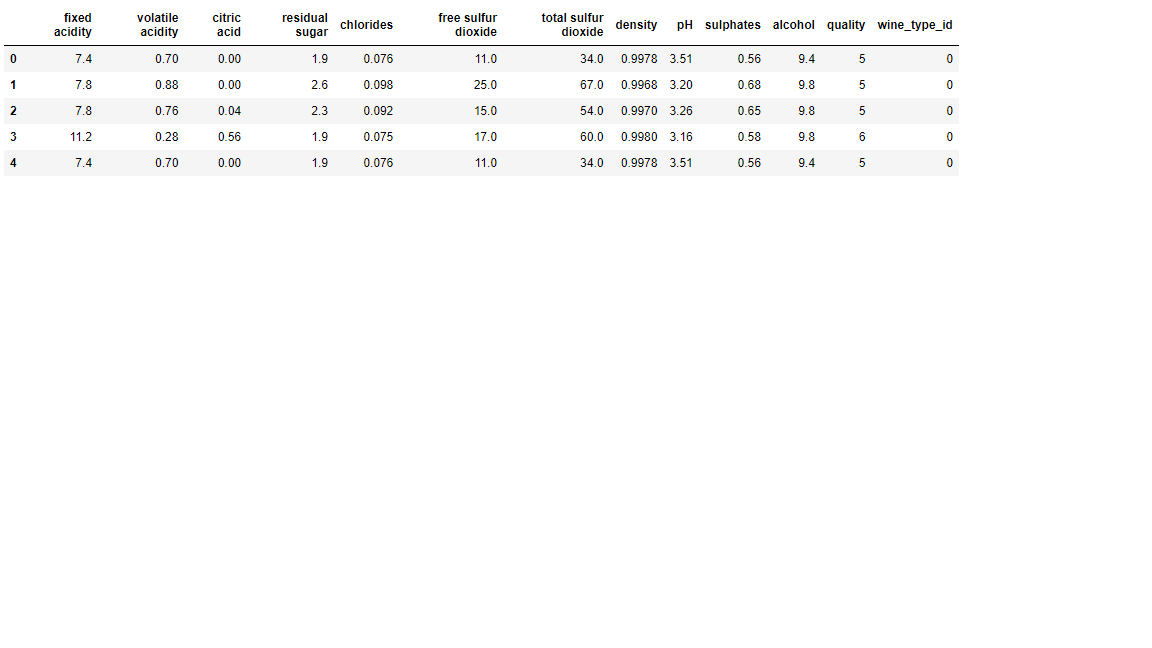 fixed acidity volatile acidity citric acid residual sugar chlorides free sulfur dioxide total sulfur dioxide density pH sulphates alcohol quality wine_type_id
0 7.4 0.70 0.00 1.9 0.076 11.0 34.0 0.9978 3.51 0.56 9.4 5 0
1 7.8 0.88 0.00 2.6 0.098 25.0 67.0 0.9968 3.20 0.68 9.8 5 0
2 7.8 0.76 0.04 2.3 0.092 15.0 54.0 0.9970 3.26 0.65 9.8 5 0
3 11.2 0.28 0.56 1.9 0.075 17.0 60.0 0.9980 3.16 0.58 9.8 6 0
4 7.4 0.70 0.00 1.9 0.076 11.0 34.0 0.9978 3.51 0.56 9.4 5 0